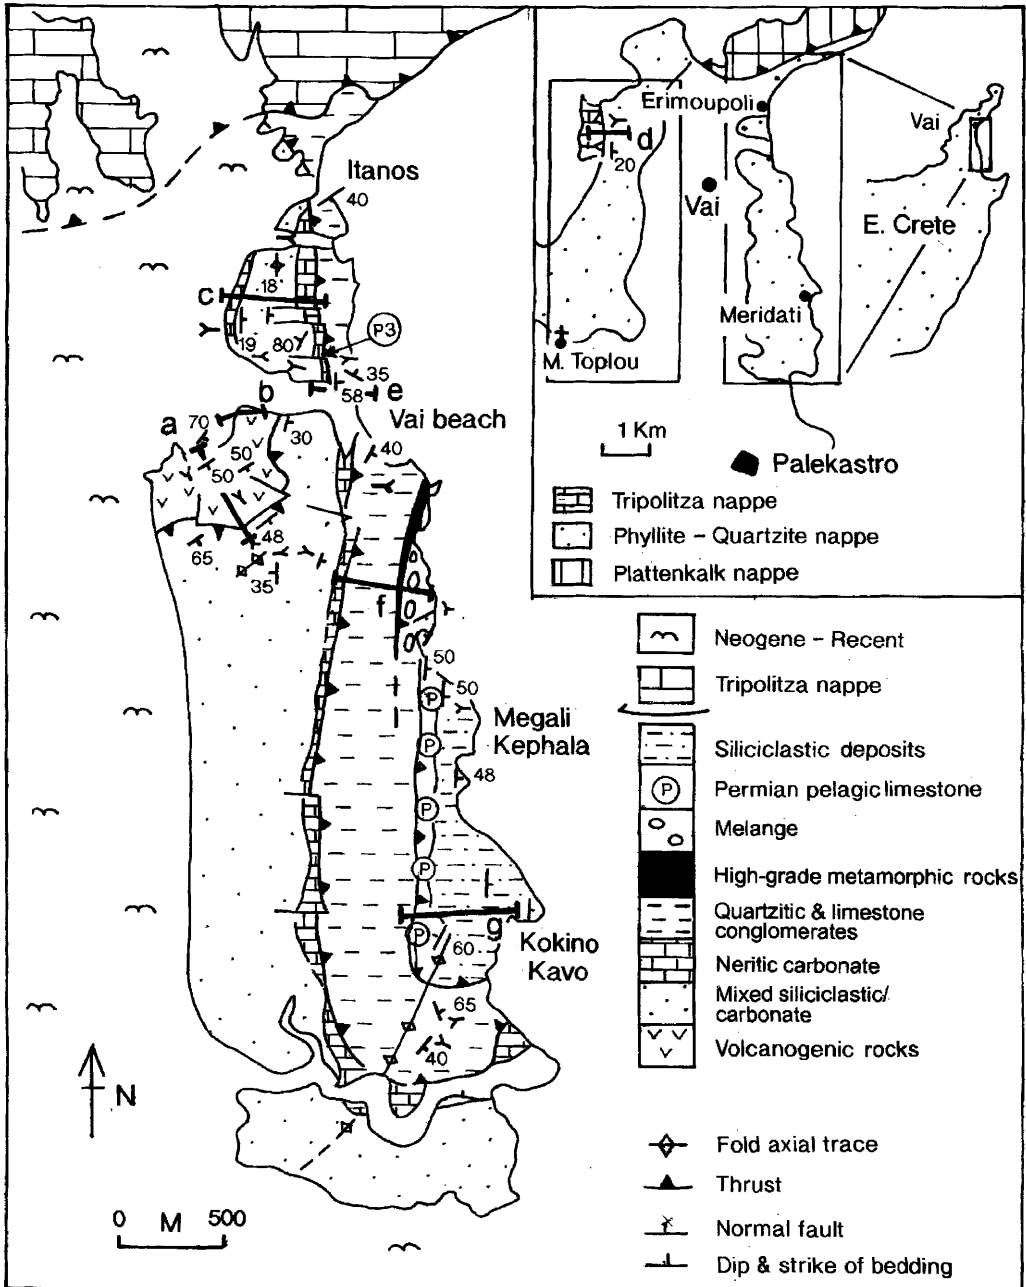 Itanos
40
c
18
19
80
P3
35
58
e
Vai beach
b
a
70
30
50
50
40
48
65
35
f
50
P
50
Megali
Kephala
P
48
P
P
g
P
60
Kokino
Kavo
65
40
N
0 M 500
Erimoupoli
d
20
Vai
M. Toplou
Meridati
Vai
E. Crete
1 Km
Palekastro
Tripolitza nappe
Phyllite - Quartzite nappe
Plattenkalk nappe
Neogene - Recent
Tripolitza nappe
Siliciclastic deposits
P Permian pelagic limestone
Melange
High-grade metamorphic rocks
Quartzitic & limestone
conglomerates
Neritic carbonate
Mixed siliciclastic/
carbonate
Volcanogenic rocks
Fold axial trace
Thrust
Normal fault
Dip & strike of bedding